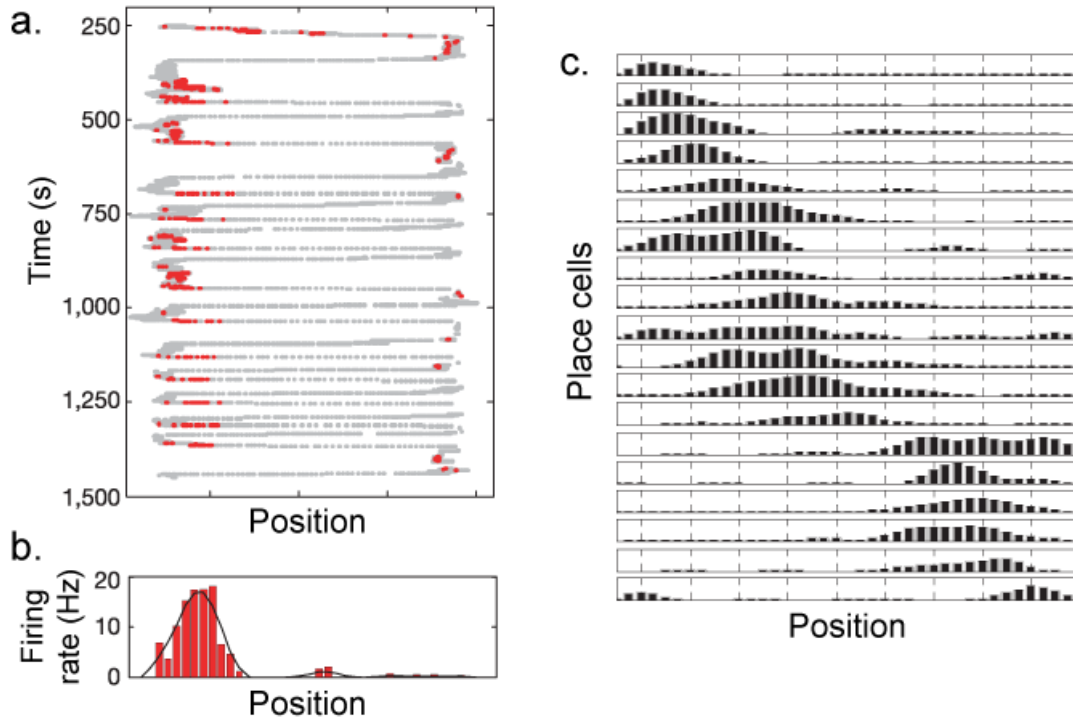 a.
250
500
750
1,000
1,250
1,500
Time (s)
Position
b.
20
10
0
Firing
rate (Hz)
Position
c.
Place cells
Position